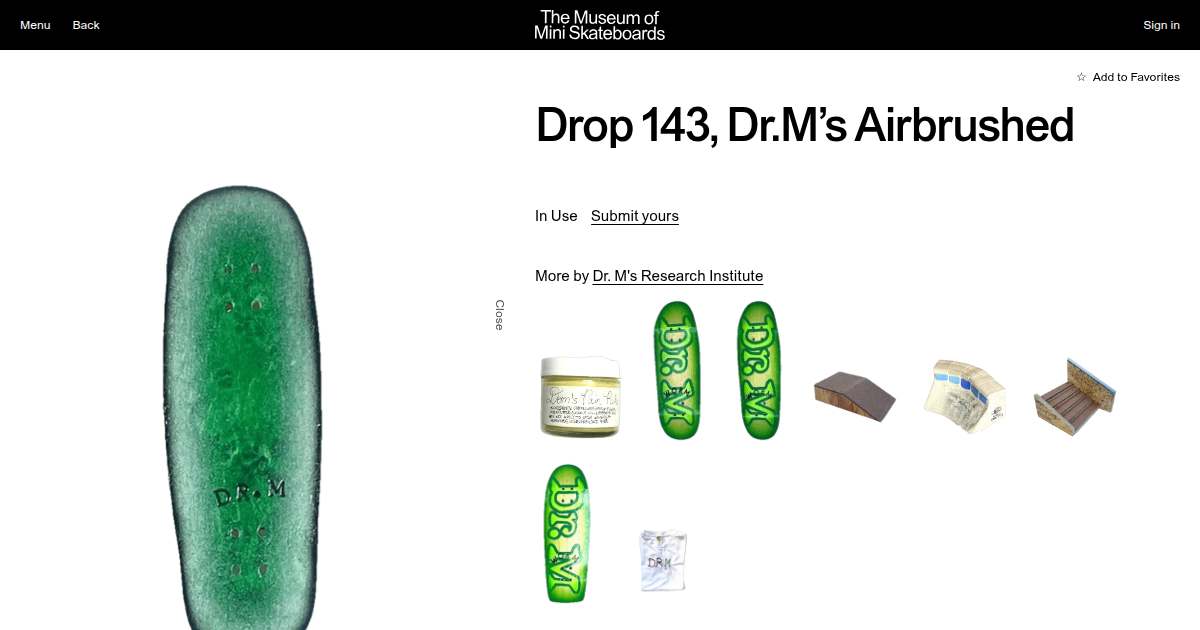 Menu
Back
The Museum of
Mini Skateboards
Sign in
☆ Add to Favorites
Drop 143, Dr.M’s Airbrushed
In Use Submit yours
More by Dr. M's Research Institute
Close
DR. M
DR. M
DR. M
DR. M
DRM